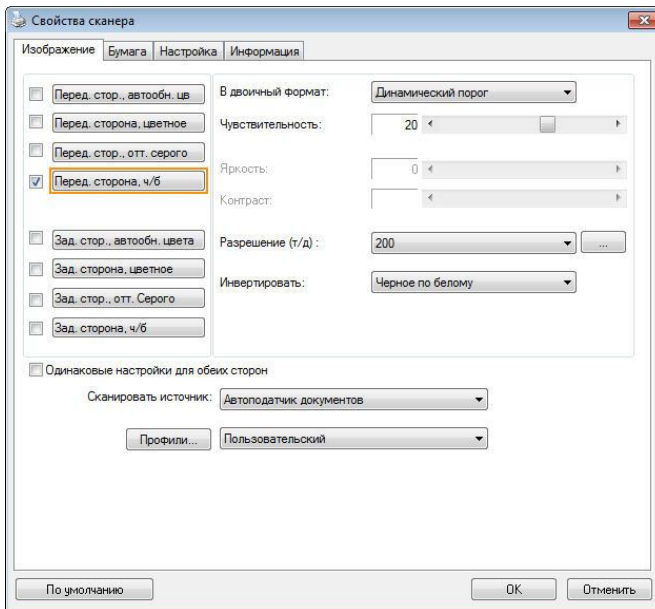 Свойства сканера
Изображение Бумага Настройка Информация
Перед. стор., автообн. цв
Перед. сторона, цветное
Перед. стор., отт. серого
Перед. сторона, ч/б
Зад. стор., автообн. цвета
Зад. сторона, цветное
Зад. стор., отт. Серого
Зад. сторона, ч/б
В двоичный формат: Динамический порог
Чувствительность: 20
Яркость: 0
Контраст:
Разрешение (т/д) : 200 ...
Инвертировать: Черное по белому
Одинаковые настройки для обеих сторон
Сканировать источник: Автоподатчик документов
Профили... Пользовательский
По умолчанию OK Отменить